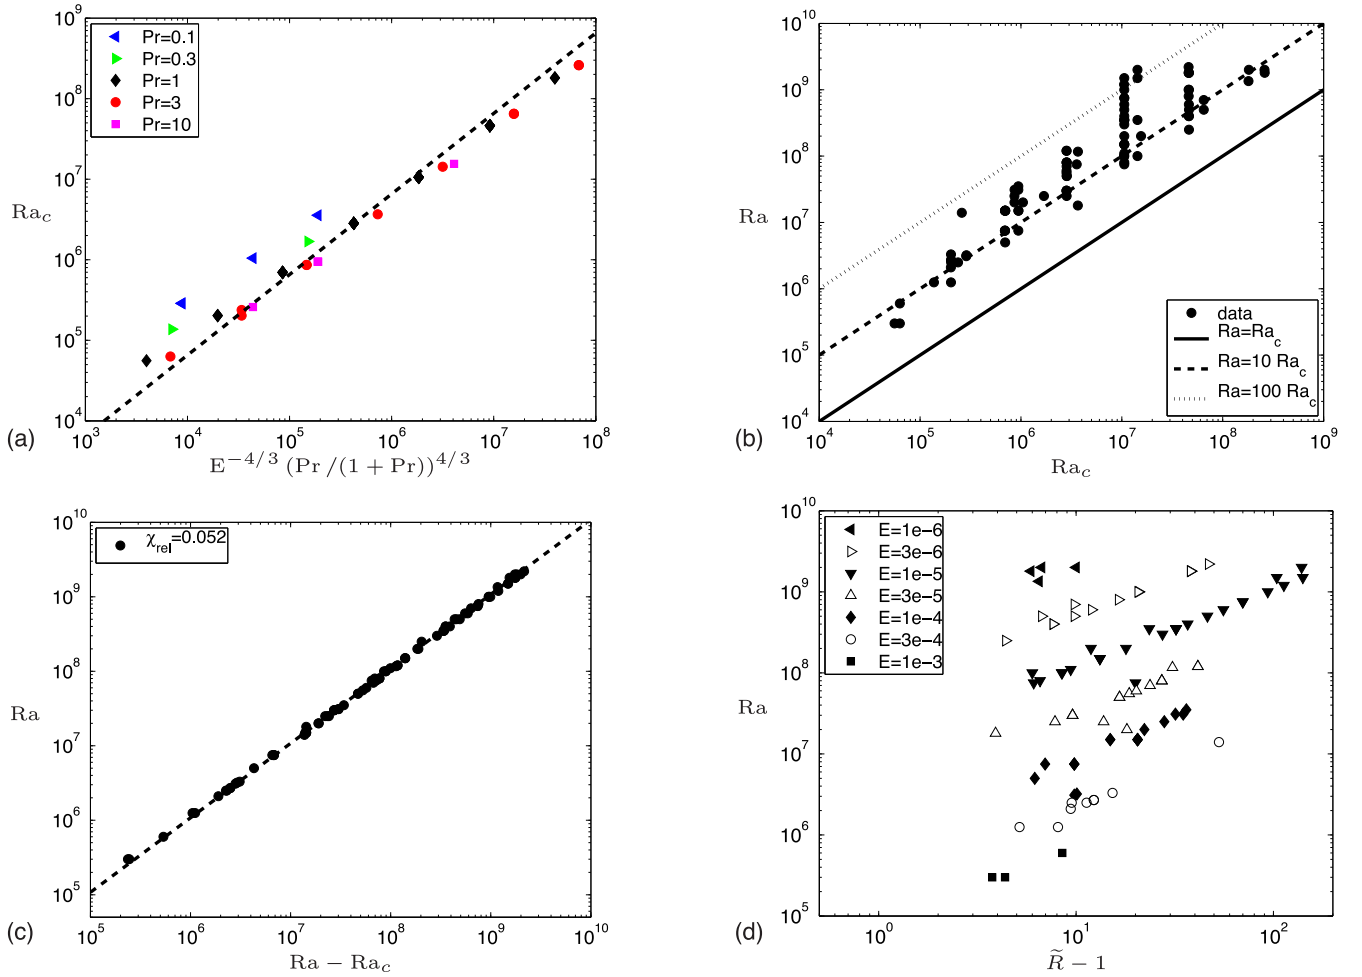 10^9
10^8
10^7
10^6
10^5
10^4
Ra_c
Pr=0.1
Pr=0.3
Pr=1
Pr=3
Pr=10
10^3
10^4
10^5
10^6
10^7
10^8
(a)
E^{−4/3} (Pr/(1 + Pr))^{4/3}
10^10
10^9
10^8
10^7
10^6
10^5
10^4
Ra
data
Ra=Ra_c
Ra=10 Ra_c
Ra=100 Ra_c
10^4
10^5
10^6
10^7
10^8
10^9
(b)
Ra_c
10^10
10^9
10^8
10^7
10^6
10^5
Ra
χ_rel=0.052
10^5
10^6
10^7
10^8
10^9
10^10
(c)
Ra − Ra_c
10^10
10^9
10^8
10^7
10^6
10^5
Ra
E=1e−6
E=3e−6
E=1e−5
E=3e−5
E=1e−4
E=3e−4
E=1e−3
10^0
10^1
10^2
(d)
R̃ − 1